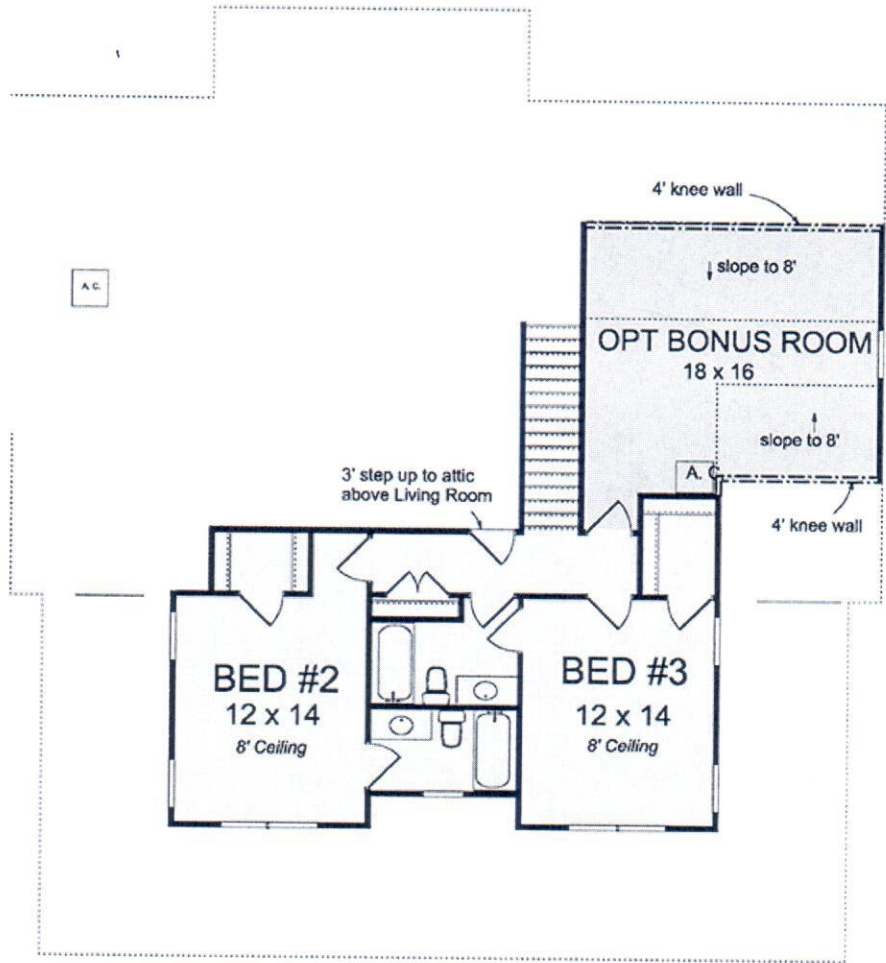 4' knee wall
slope to 8'
A.C.
OPT BONUS ROOM
18 x 16
slope to 8'
3' step up to attic
above Living Room
A. C
4' knee wall
BED #2
12 x 14
8' Ceiling
BED #3
12 x 14
8' Ceiling